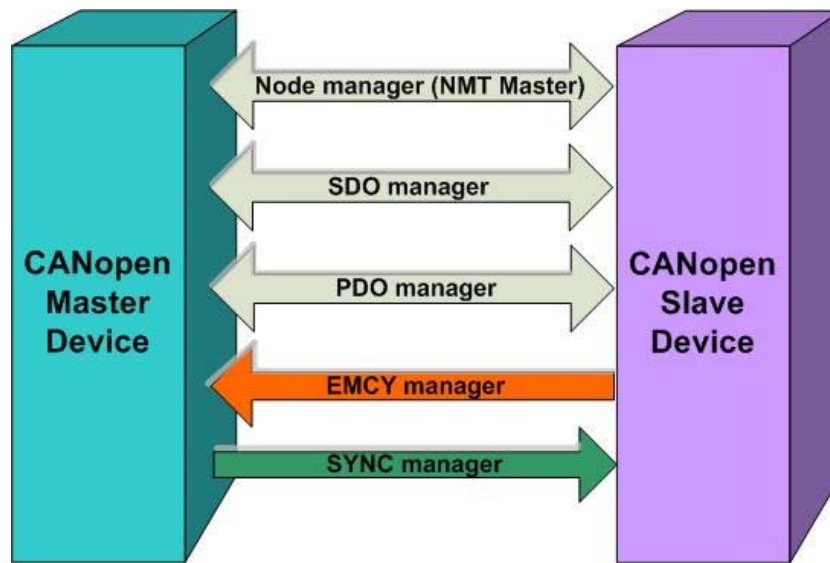 Node manager (NMT Master)
SDO manager
PDO manager
EMCY manager
SYNC manager
CANopen
Master
Device
CANopen
Slave
Device